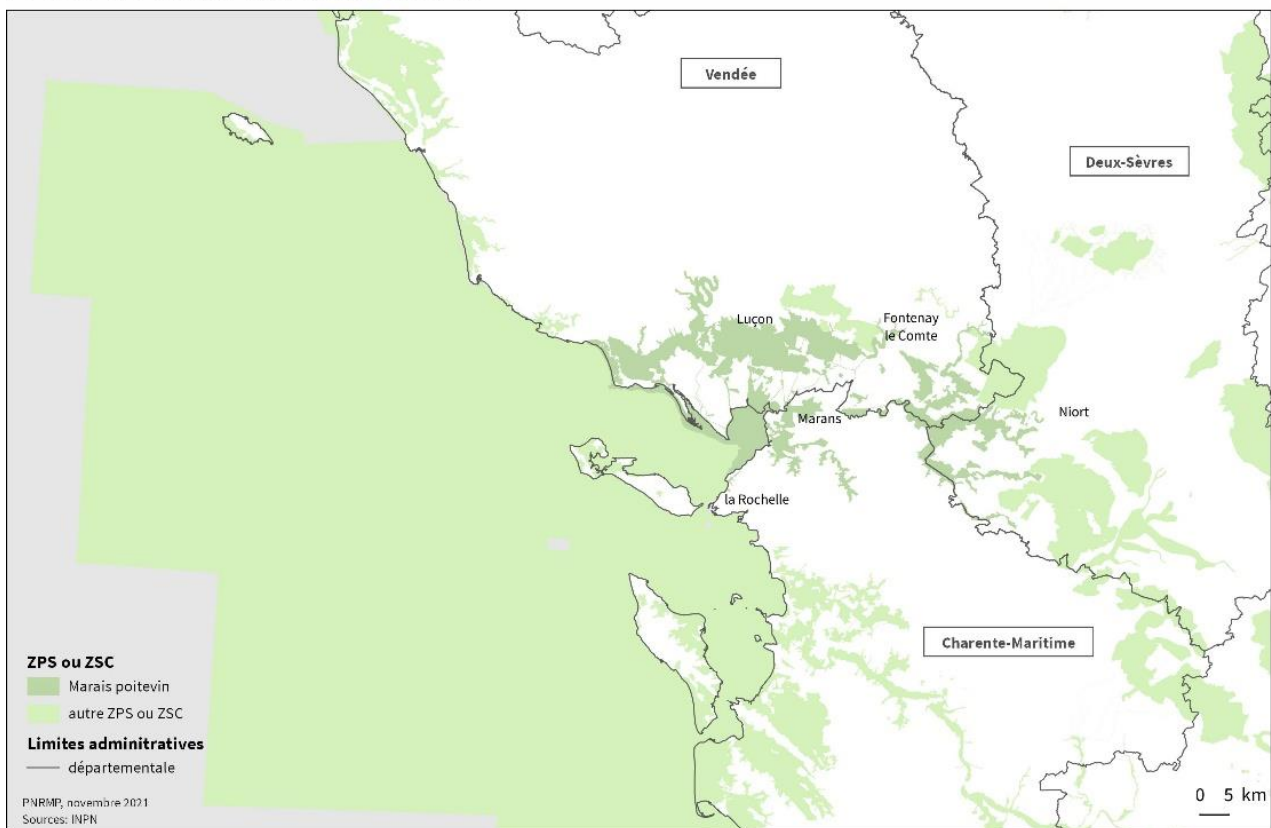 Vendée
Deux-Sèvres
Luçon
Fontenay
le Comte
Marans
Niort
la Rochelle
Charente-Maritime
ZPS ou ZSC
Marais poitevin
autre ZPS ou ZSC
Limites adminitratives
départementale
PNRMP, novembre 2021
Sources: INPN
0 5 km